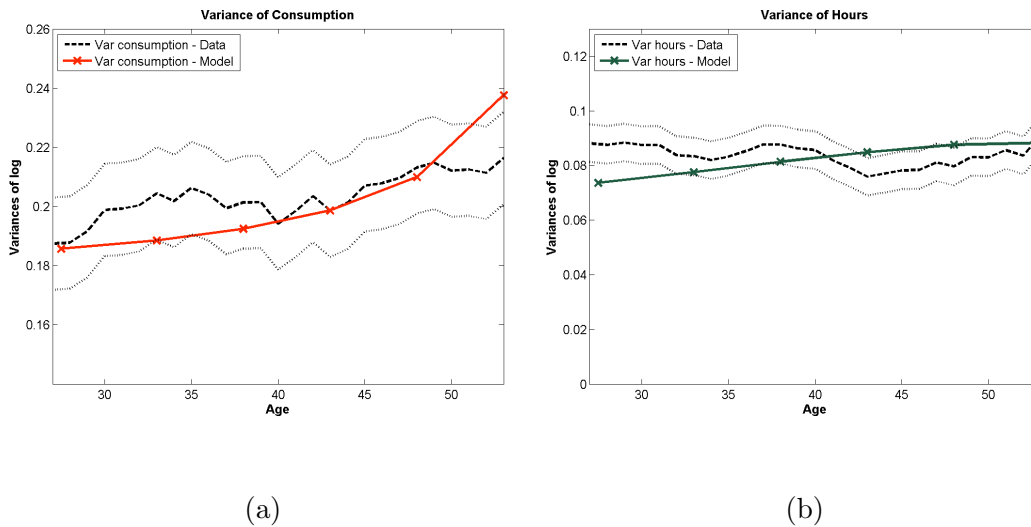 Variance of Consumption
0.26
Var consumption - Data
Var consumption - Model
0.24
0.22
0.2
0.18
0.16
Variances of log
30
35
40
45
50
Age
(a)
Variance of Hours
0.12
Var hours - Data
Var hours - Model
0.1
0.08
0.06
0.04
0.02
0
Variances of log
30
35
40
45
50
Age
(b)